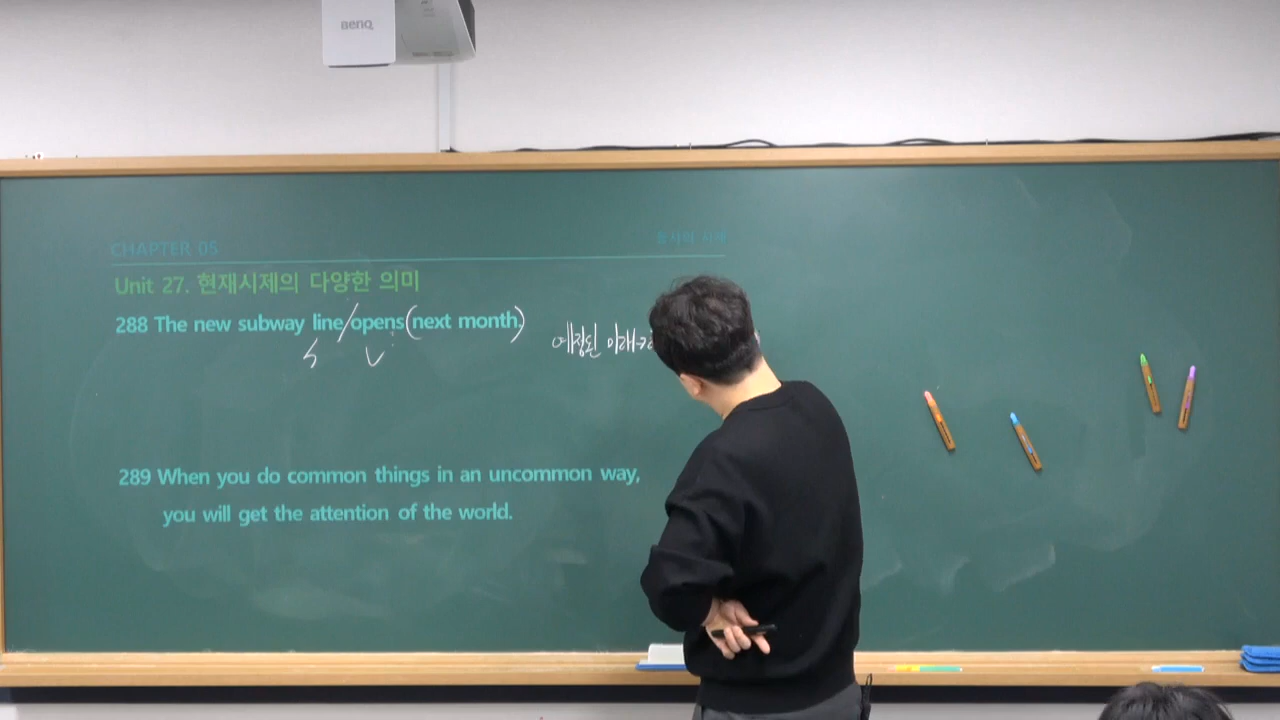 BenQ
CHAPTER 05
동사의 시제
Unit 27. 현재시제의 다양한 의미
288 The new subway line/opens(next month)
예정된 미래
S V
289 When you do common things in an uncommon way,
you will get the attention of the world.